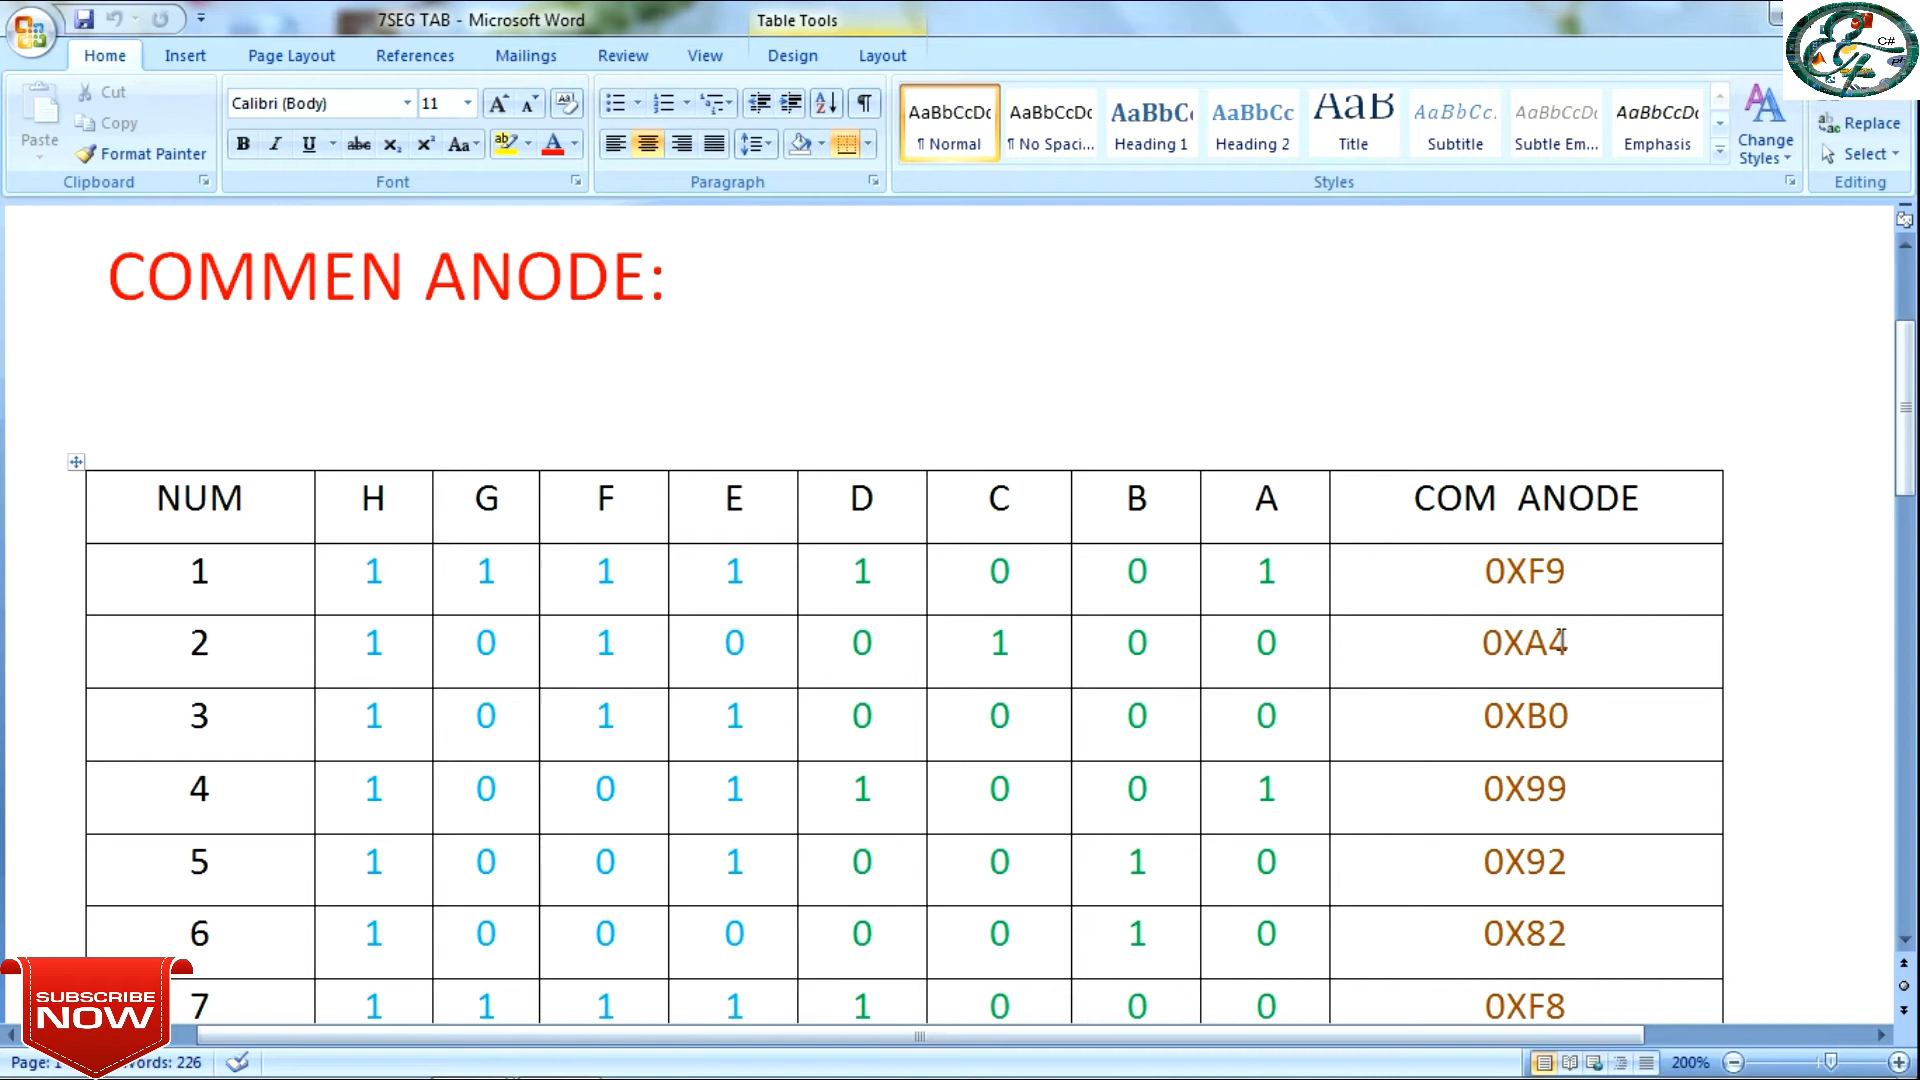 7SEG TAB - Microsoft Word
Table Tools
Home Insert Page Layout References Mailings Review View Design Layout
Cut
Copy
Paste
Format Painter
Clipboard
Calibri (Body) 11
B I U abc X₂ X² Aa
Font
Paragraph
AaBbCcDc AaBbCcDc AaBbCc AaBbCc AaB AaBbCc. AaBbCcDc AaBbCcDc
¶ Normal ¶ No Spaci... Heading 1 Heading 2 Title Subtitle Subtle Em... Emphasis
Change
Styles
Styles
Replace
Select
Editing
C#
COMMEN ANODE:
NUM H G F E D C B A COM ANODE
1 1 1 1 1 1 0 0 1 0XF9
2 1 0 1 0 0 1 0 0 0XA4
3 1 0 1 1 0 0 0 0 0XB0
4 1 0 0 1 1 0 0 1 0X99
5 1 0 0 1 0 0 1 0 0X92
6 1 0 0 0 0 0 1 0 0X82
7 1 1 1 1 1 0 0 0 0XF8
SUBSCRIBE
NOW
Page: 226
200%